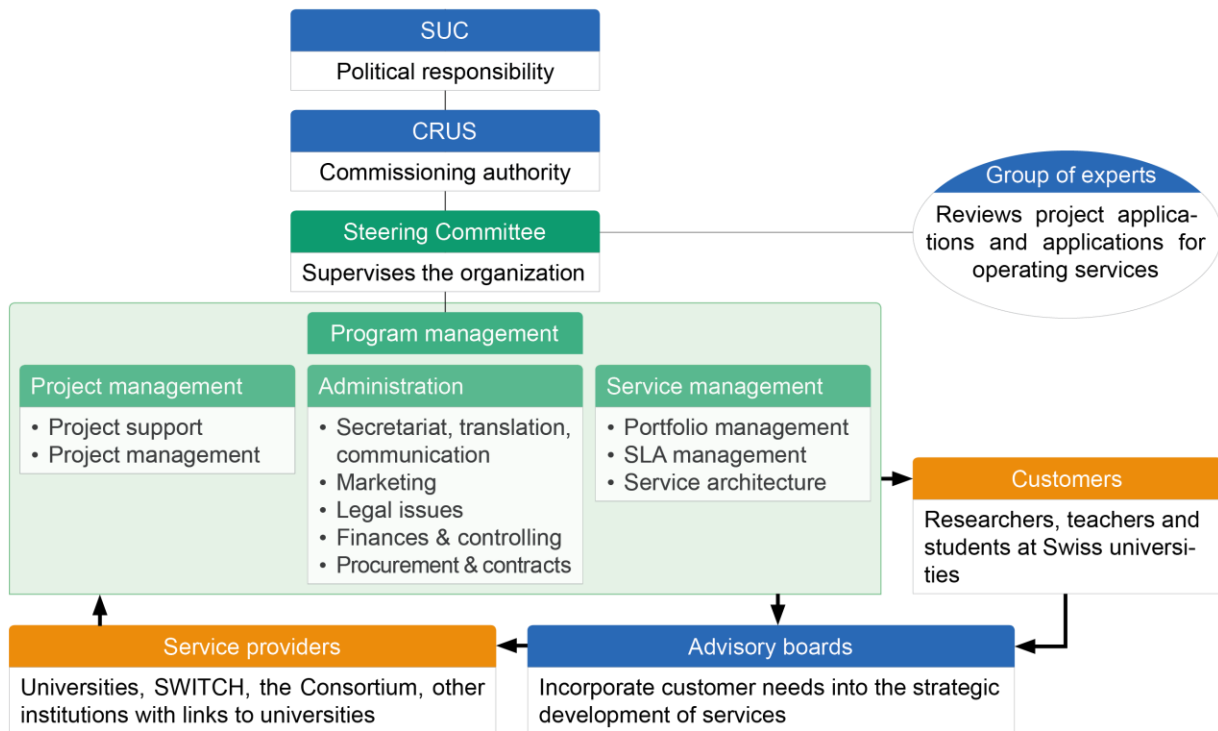 SUC
Political responsibility
CRUS
Commissioning authority
Group of experts
Reviews project applica-
tions and applications for
operating services
Steering Committee
Supervises the organization
Program management
Project management
• Project support
• Project management
Administration
• Secretariat, translation,
communication
• Marketing
• Legal issues
• Finances & controlling
• Procurement & contracts
Service management
• Portfolio management
• SLA management
• Service architecture
Customers
Researchers, teachers and
students at Swiss universi-
ties
Service providers
Universities, SWITCH, the Consortium, other
institutions with links to universities
Advisory boards
Incorporate customer needs into the strategic
development of services